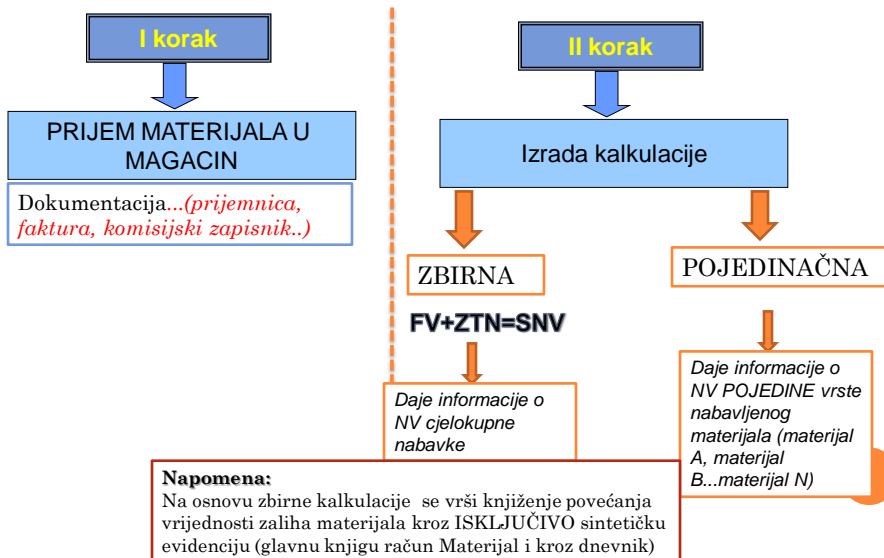 I korak
PRIJEM MATERIJALA U
MAGACIN
Dokumentacija...(prijemnica,
faktura, komisijski zapisnik..)
II korak
Izrada kalkulacije
ZBIRNA
FV+ZTN=SNV
Daje informacije o
NV cjelokupne
nabavke
POJEDINAČNA
Daje informacije o
NV POJEDINE vrste
nabavljenog
materijala (materijal
A, materijal
B...materijal N)
Napomena:
Na osnovu zbirne kalkulacije se vrši knjiženje povećanja
vrijednosti zaliha materijala kroz ISKLJUČIVO sintetičku
evidenciju (glavnu knjigu račun Materijal i kroz dnevnik)